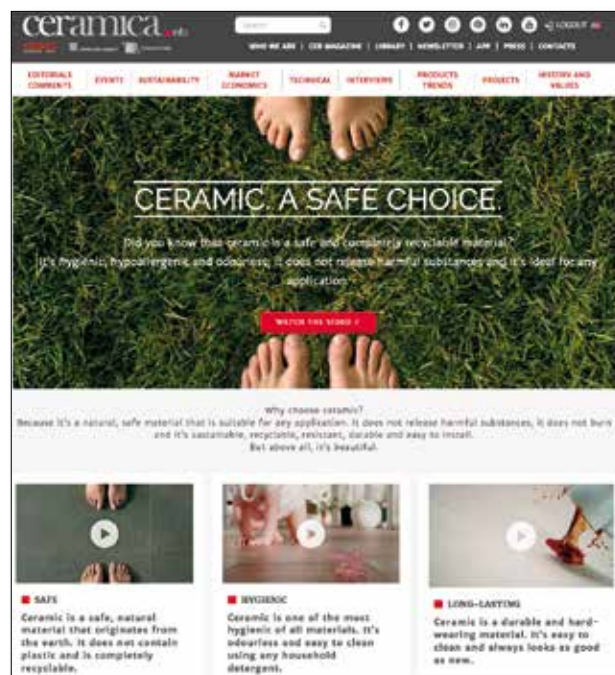 ceramica.info
Search
LOGOUT
WHO WE ARE | CER MAGAZINE | LIBRARY | NEWSLETTER | APP | PRESS | CONTACTS
EDITORIALS COMMENTS
EVENTS
SUSTAINABILITY
MARKET ECONOMICS
TECHNICAL
INTERVIEWS
PRODUCTS TRENDS
PROJECTS
HISTORY AND VALUES
CERAMIC. A SAFE CHOICE.
Did you know that ceramic is a safe and completely recyclable material?
It's hygienic, hypoallergenic and odourless, it does not release harmful substances and it's ideal for any
application
WATCH THE VIDEO >
Why choose ceramic?
Because it's a natural, safe material that is suitable for any application. It does not release harmful substances, it does not burn
and it's sustainable, recyclable, resistant, durable and easy to install.
But above all, it's beautiful.
SAFE
Ceramic is a safe, natural
material that originates from
the earth. It does not contain
plastic and is completely
recyclable.
HYGIENIC
Ceramic is one of the most
hygienic of all materials. It's
odourless and easy to clean
using any household
detergent.
LONG-LASTING
Ceramic is a durable and hard-
wearing material. It's easy to
clean and always looks as good
as new.